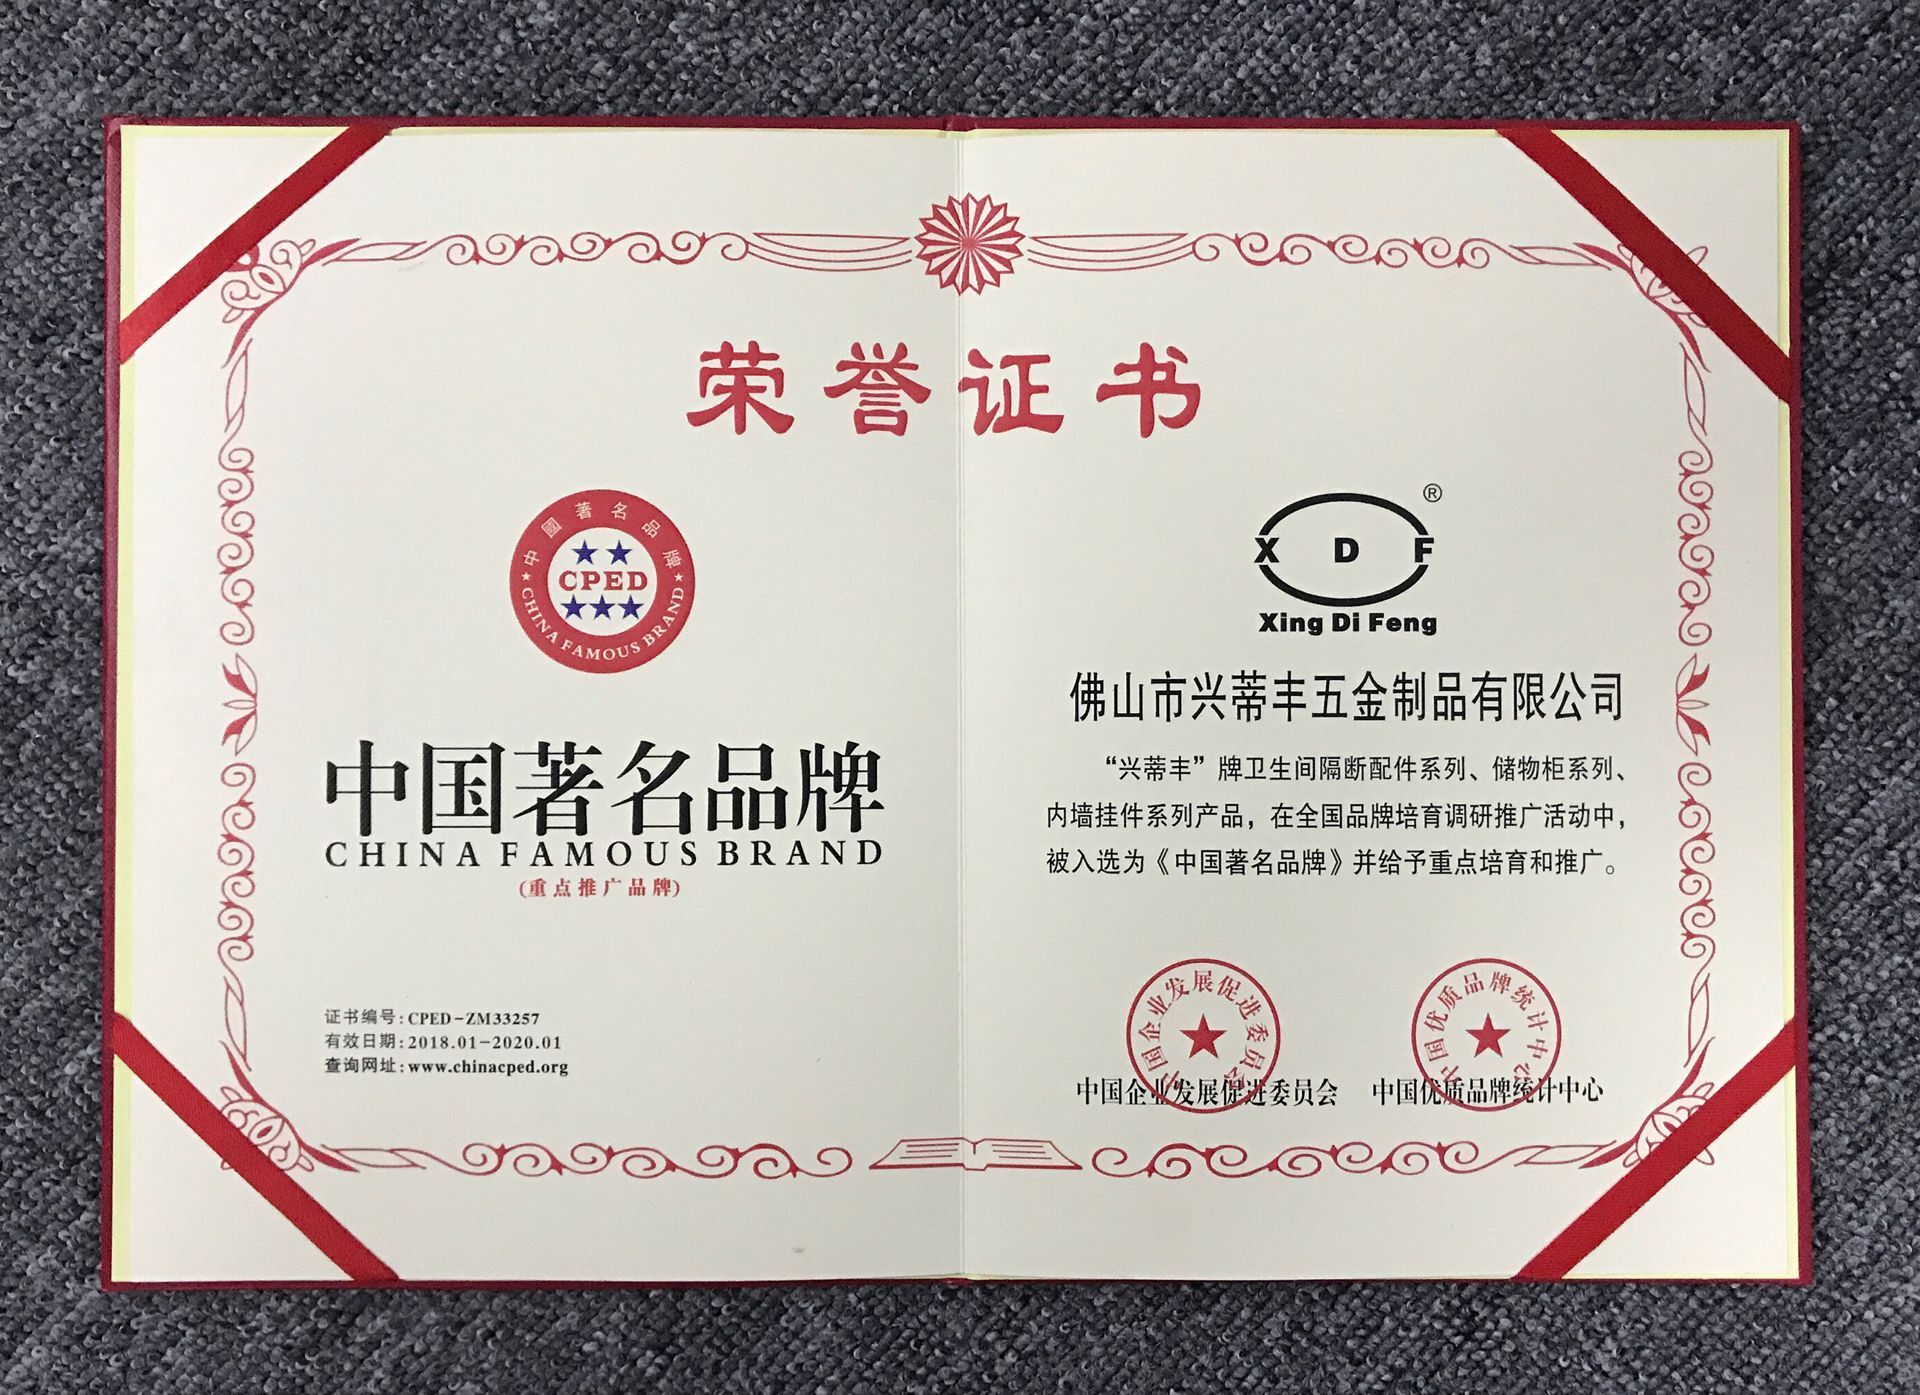 荣誉证书
中國著名品牌
CPED
CHINA FAMOUS BRAND
中国著名品牌
CHINA FAMOUS BRAND
(重点推广品牌)
证书编号:CPED-ZM33257
有效日期:2018.01-2020.01
查询网址:www.chinacped.org
®
X D F
Xing Di Feng
佛山市兴蒂丰五金制品有限公司
“兴蒂丰”牌卫生间隔断配件系列、储物柜系列、
内墙挂件系列产品，在全国品牌培育调研推广活动中，
被入选为《中国著名品牌》并给予重点培育和推广。
中国企业发展促进委员会
中国优质品牌统计中心
中国企业发展促进委员会 中国优质品牌统计中心